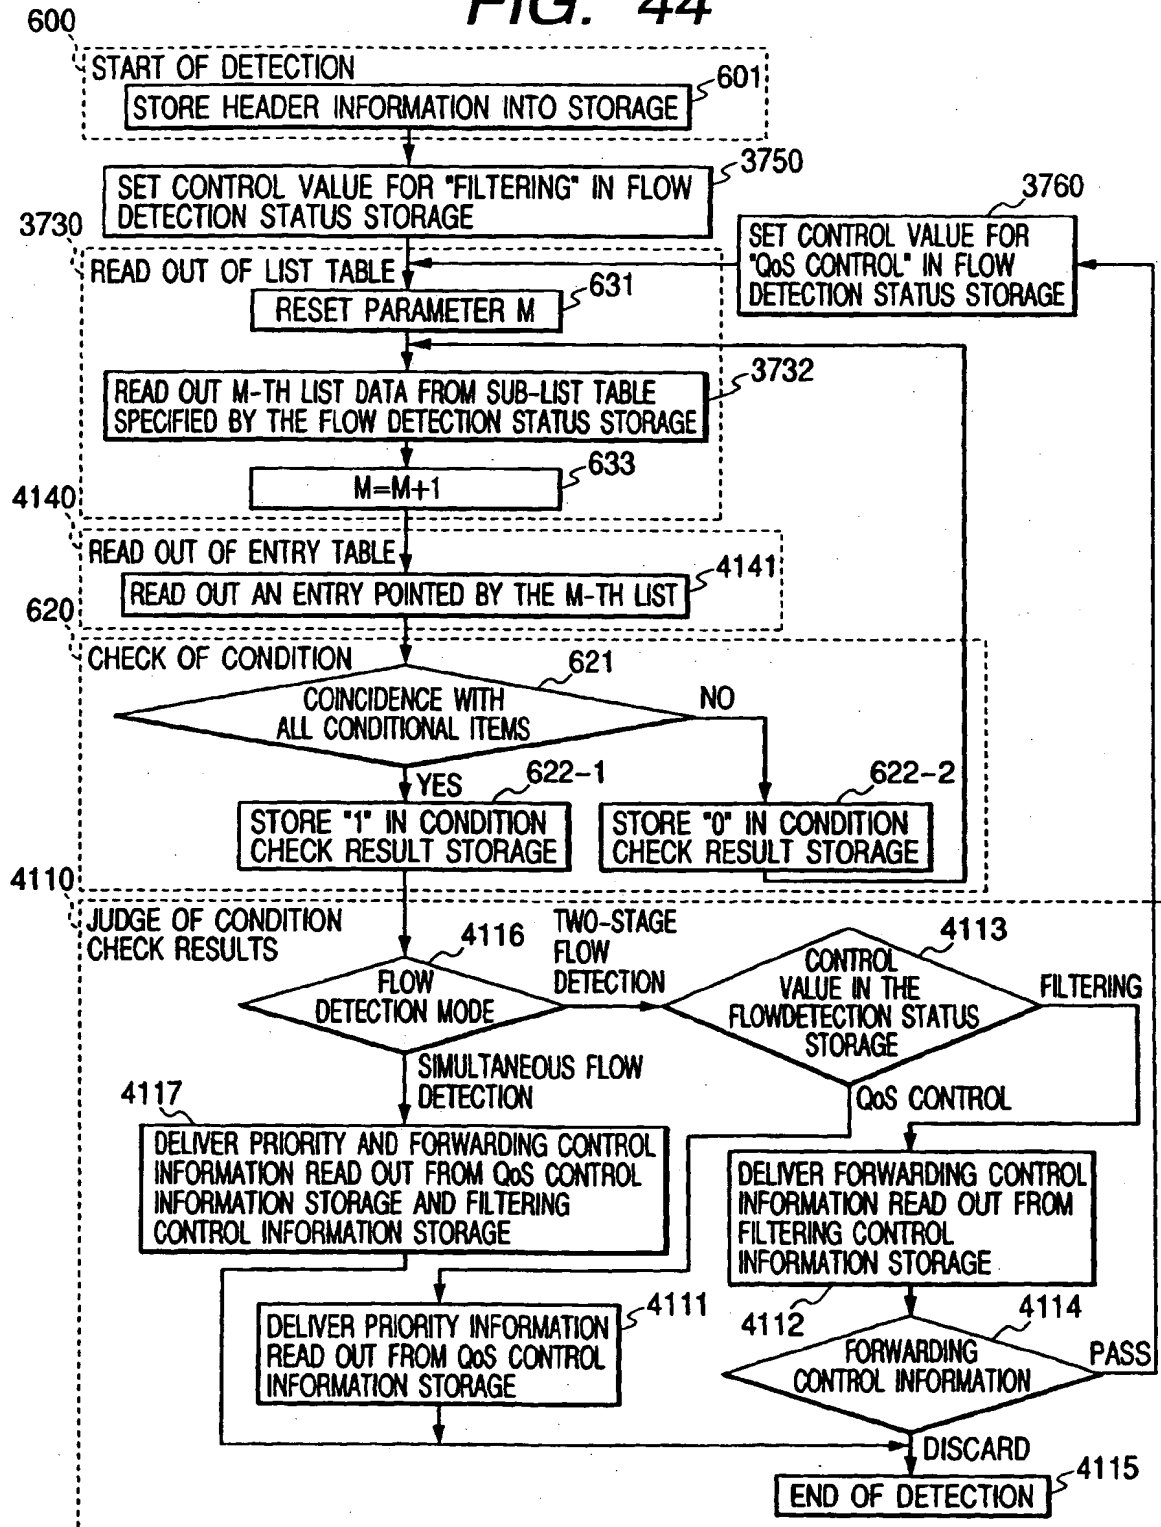 FIG. 44
600
START OF DETECTION
601
STORE HEADER INFORMATION INTO STORAGE
3750
SET CONTROL VALUE FOR "FILTERING" IN FLOW
DETECTION STATUS STORAGE
3760
SET CONTROL VALUE FOR
"QoS CONTROL" IN FLOW
DETECTION STATUS STORAGE
3730
READ OUT OF LIST TABLE
631
RESET PARAMETER M
3732
READ OUT M-TH LIST DATA FROM SUB-LIST TABLE
SPECIFIED BY THE FLOW DETECTION STATUS STORAGE
633
M=M+1
4140
READ OUT OF ENTRY TABLE
4141
READ OUT AN ENTRY POINTED BY THE M-TH LIST
620
CHECK OF CONDITION
621
COINCIDENCE WITH
ALL CONDITIONAL ITEMS
NO
YES
622-1
STORE "1" IN CONDITION
CHECK RESULT STORAGE
622-2
STORE "0" IN CONDITION
CHECK RESULT STORAGE
4110
JUDGE OF CONDITION
CHECK RESULTS
4116
FLOW
DETECTION MODE
TWO-STAGE
FLOW
DETECTION
4113
CONTROL
VALUE IN THE
FLOWDETECTION STATUS
STORAGE
FILTERING
SIMULTANEOUS FLOW
DETECTION
QoS CONTROL
4117
DELIVER PRIORITY AND FORWARDING CONTROL
INFORMATION READ OUT FROM QoS CONTROL
INFORMATION STORAGE AND FILTERING
CONTROL INFORMATION STORAGE
DELIVER FORWARDING CONTROL
INFORMATION READ OUT FROM
FILTERING CONTROL
INFORMATION STORAGE
4112
4111
DELIVER PRIORITY INFORMATION
READ OUT FROM QoS CONTROL
INFORMATION STORAGE
4114
FORWARDING
CONTROL INFORMATION
PASS
DISCARD
4115
END OF DETECTION